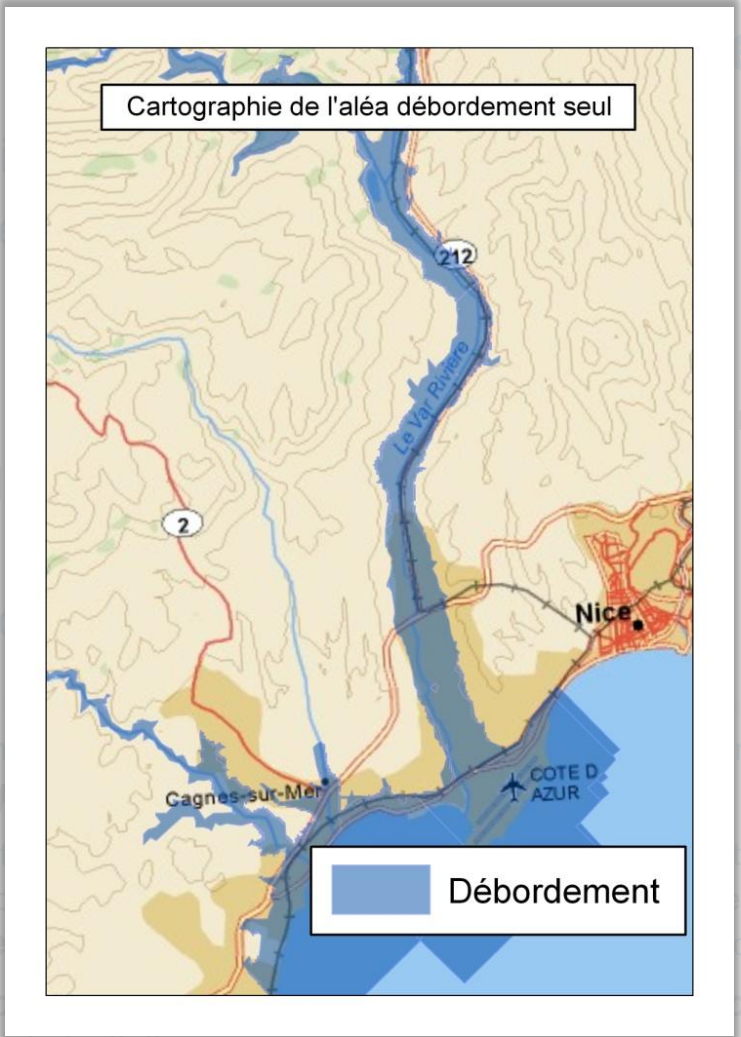 Cartographie de l'aléa débordement seul
212
Le Var Rivière
2
Nice
COTE D
AZUR
Cagnes-sur-Mer
Débordement